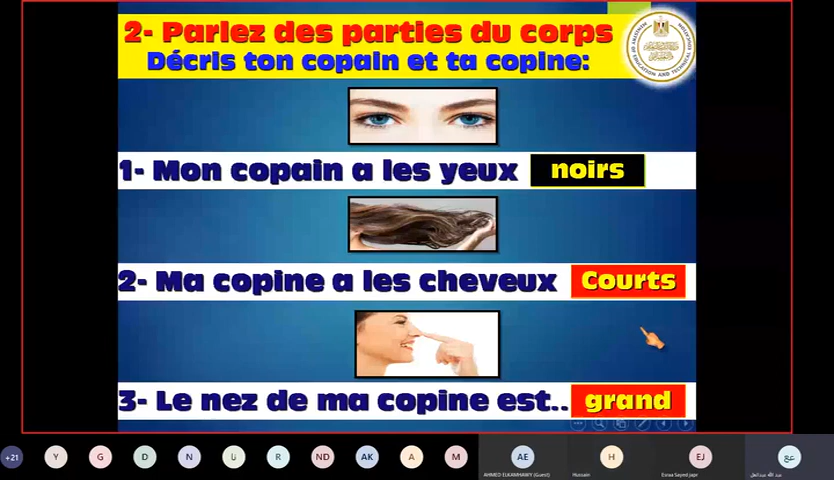 2- Parlez des parties du corps
Décris ton copain et ta copine:
1- Mon copain a les yeux noirs
2- Ma copine a les cheveux Courts
3- Le nez de ma copine est.. grand
+21 Y G D N R ND AK A M AE H EJ
AHMED ELKAMHAWY (Guest) Hussain Esraa Sayed